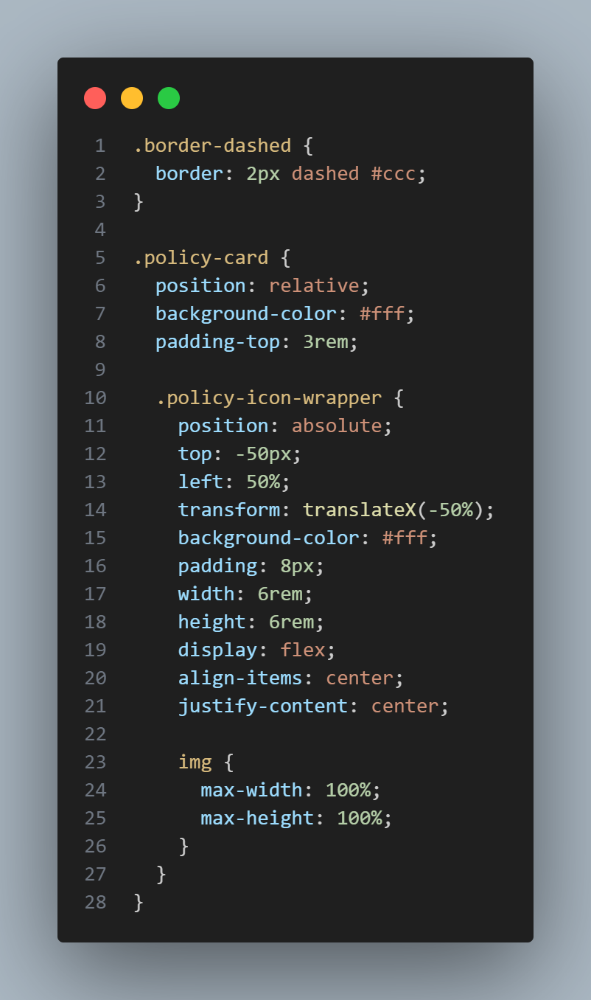 1 .border-dashed {
2   border: 2px dashed #ccc;
3 }
4
5 .policy-card {
6   position: relative;
7   background-color: #fff;
8   padding-top: 3rem;
9
10   .policy-icon-wrapper {
11     position: absolute;
12     top: -50px;
13     left: 50%;
14     transform: translateX(-50%);
15     background-color: #fff;
16     padding: 8px;
17     width: 6rem;
18     height: 6rem;
19     display: flex;
20     align-items: center;
21     justify-content: center;
22
23     img {
24       max-width: 100%;
25       max-height: 100%;
26     }
27   }
28 }